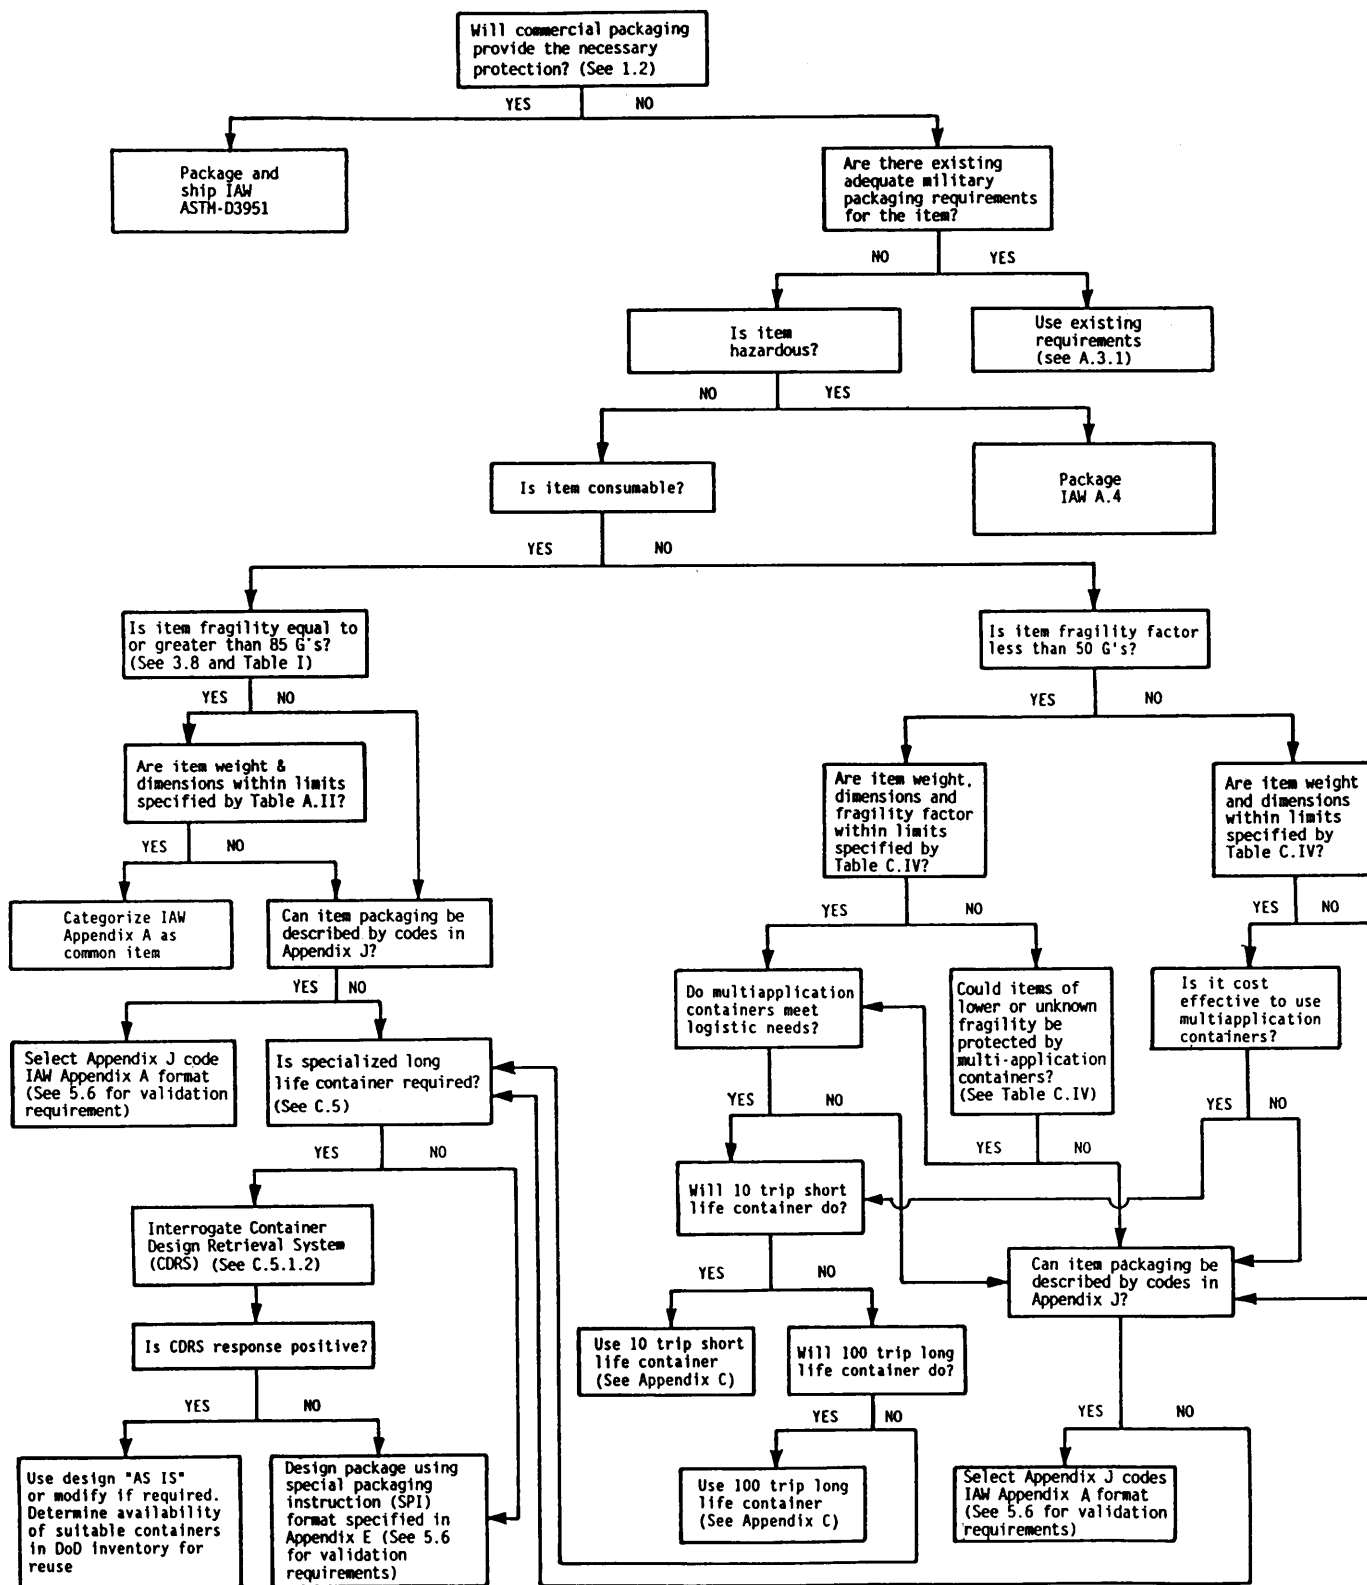 Will commercial packaging
provide the necessary
protection? (See 1.2)
YES
NO
Package and
ship IAW
ASTM-D3951
Are there existing
adequate military
packaging requirements
for the item?
NO
YES
Is item
hazardous?
Use existing
requirements
(see A.3.1)
NO
YES
Is item consumable?
Package
IAW A.4
YES
NO
Is item fragility equal to
or greater than 85 G's?
(See 3.8 and Table I)
Is item fragility factor
less than 50 G's?
YES
NO
YES
NO
Are item weight &
dimensions within limits
specified by Table A.II?
Are item weight,
dimensions and
fragility factor
within limits
specified by
Table C.IV?
Are item weight
and dimensions
within limits
specified by
Table C.IV?
YES
NO
Categorize IAW
Appendix A as
common item
Can item packaging be
described by codes in
Appendix J?
YES
NO
YES
NO
YES
NO
Do multiapplication
containers meet
logistic needs?
Could items of
lower or unknown
fragility be
protected by
multi-application
containers?
(See Table C.IV)
Is it cost
effective to use
multiapplication
containers?
Select Appendix J code
IAW Appendix A format
(See 5.6 for validation
requirement)
Is specialized long
life container required?
(See C.5)
YES
NO
YES
NO
YES
NO
YES
NO
Interrogate Container
Design Retrieval System
(CDRS) (See C.5.1.2)
Will 10 trip short
life container do?
Can item packaging be
described by codes in
Appendix J?
YES
NO
Is CDRS response positive?
Use 10 trip short
life container
(See Appendix C)
Will 100 trip long
life container do?
YES
NO
YES
NO
YES
NO
Use design "AS IS"
or modify if required.
Determine availability
of suitable containers
in DoD inventory for
reuse
Design package using
special packaging
instruction (SPI)
format specified in
Appendix E (See 5.6
for validation
requirements)
Use 100 trip long
life container
(See Appendix C)
Select Appendix J codes
IAW Appendix A format
(See 5.6 for validation
requirements)